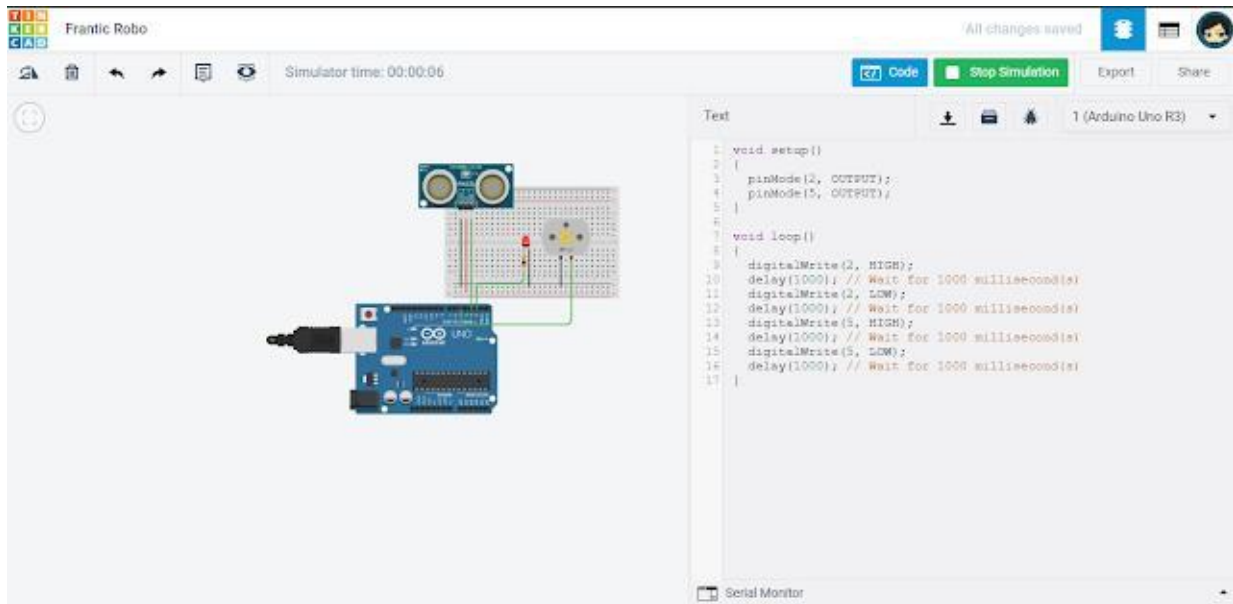 TIN
KER
CAD
Frantic Robo
All changes saved
Simulator time: 00:00:06
Code
Stop Simulation
Export
Share
Text
1 (Arduino Uno R3)
1 void setup()
2 {
3 pinMode(2, OUTPUT);
4 pinMode(5, OUTPUT);
5 }
6
7 void loop()
8 {
9 digitalWrite(2, HIGH);
10 delay(1000); // Wait for 1000 millisecond(s)
11 digitalWrite(2, LOW);
12 delay(1000); // Wait for 1000 millisecond(s)
13 digitalWrite(5, HIGH);
14 delay(1000); // Wait for 1000 millisecond(s)
15 digitalWrite(5, LOW);
16 delay(1000); // Wait for 1000 millisecond(s)
17 }
UNO
Serial Monitor